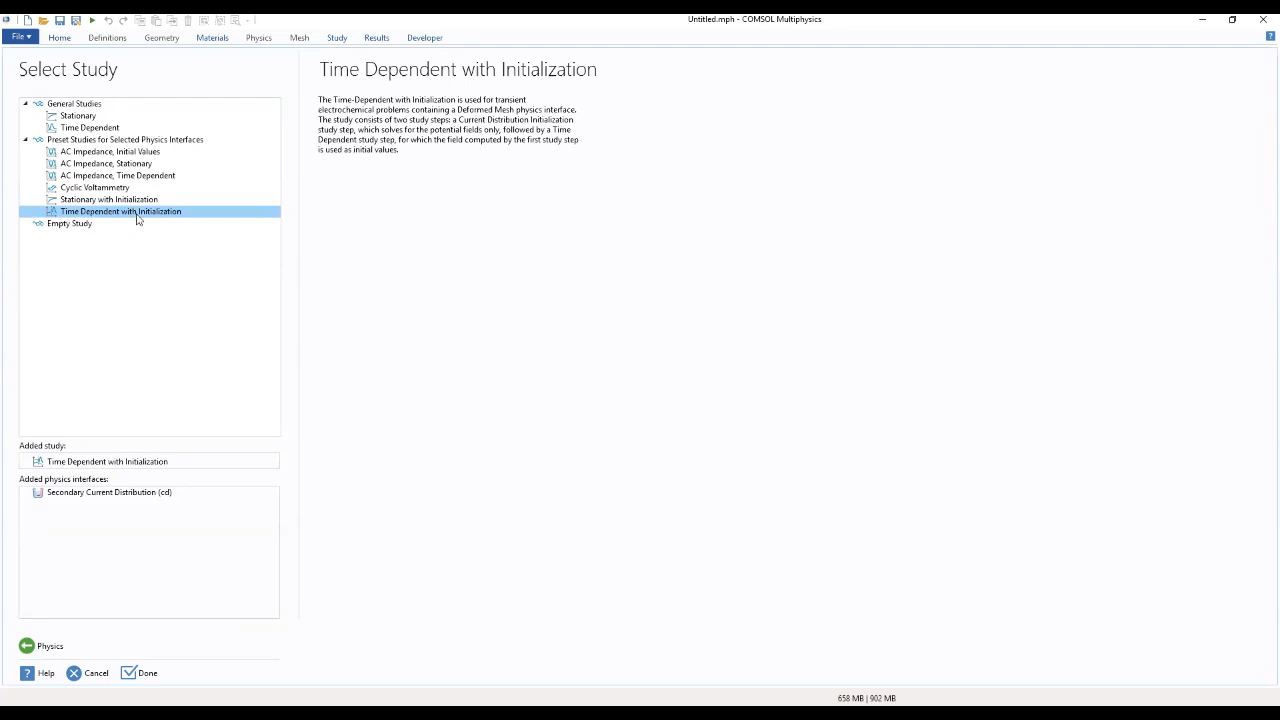 Untitled.mph - COMSOL Multiphysics
File Home Definitions Geometry Materials Physics Mesh Study Results Developer
Select Study
General Studies
Stationary
Time Dependent
Preset Studies for Selected Physics Interfaces
AC Impedance, Initial Values
AC Impedance, Stationary
AC Impedance, Time Dependent
Cyclic Voltammetry
Stationary with Initialization
Time Dependent with Initialization
Empty Study
Added study:
Time Dependent with Initialization
Added physics interfaces:
Secondary Current Distribution (cd)
Physics
? Help Cancel Done
Time Dependent with Initialization
The Time-Dependent with Initialization is used for transient
electrochemical problems containing a Deformed Mesh physics interface.
The study consists of two study steps: a Current Distribution Initialization
study step, which solves for the potential fields only, followed by a Time
Dependent study step, for which the field computed by the first study step
is used as initial values.
658 MB | 902 MB